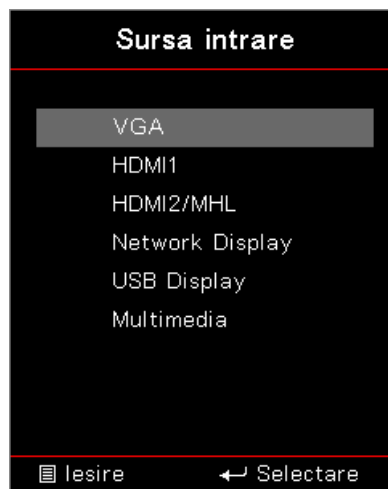 Sursa intrare
VGA
HDMI1
HDMI2/MHL
Network Display
USB Display
Multimedia
Iesire Selectare